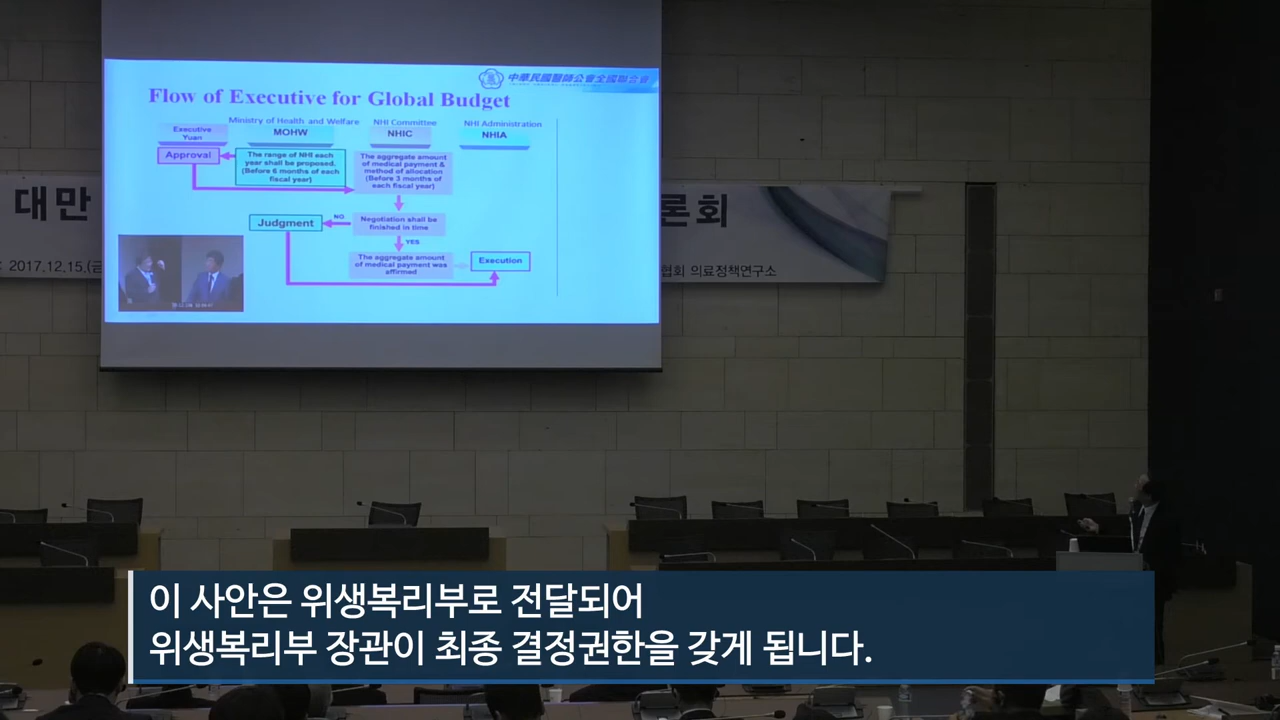 中華民國醫師公會全國聯合會
Flow of Executive for Global Budget
Executive
Yuan
Ministry of Health and Welfare
MOHW
NHI Committee
NHIC
NHI Administration
NHIA
Approval
The range of NHI each
year shall be proposed.
(Before 6 months of each
fiscal year)
The aggregate amount
of medical payment &
method of allocation
(Before 3 months of
each fiscal year)
Judgment
NO
Negotiation shall be
finished in time
YES
The aggregate amount
of medical payment was
affirmed
Execution
대만
론회
: 2017.12.15.(금
협회 의료정책연구소
이 사안은 위생복리부로 전달되어
위생복리부 장관이 최종 결정권한을 갖게 됩니다.